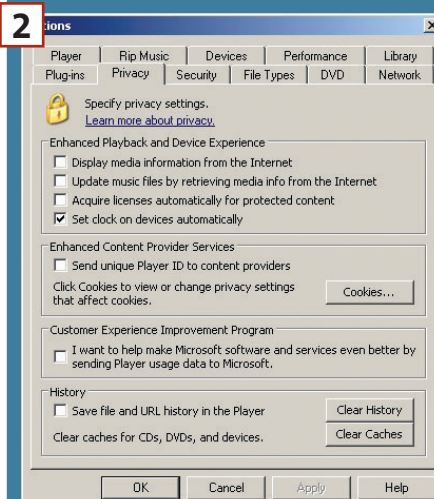 2
ions
Player Rip Music Devices Performance Library
Plug-ins Privacy Security File Types DVD Network
Specify privacy settings.
Learn more about privacy.
Enhanced Playback and Device Experience
Display media information from the Internet
Update music files by retrieving media info from the Internet
Acquire licenses automatically for protected content
Set clock on devices automatically
Enhanced Content Provider Services
Send unique Player ID to content providers
Click Cookies to view or change privacy settings
that affect cookies.
Cookies...
Customer Experience Improvement Program
I want to help make Microsoft software and services even better by
sending Player usage data to Microsoft.
History
Save file and URL history in the Player
Clear History
Clear caches for CDs, DVDs, and devices.
Clear Caches
OK Cancel Apply Help